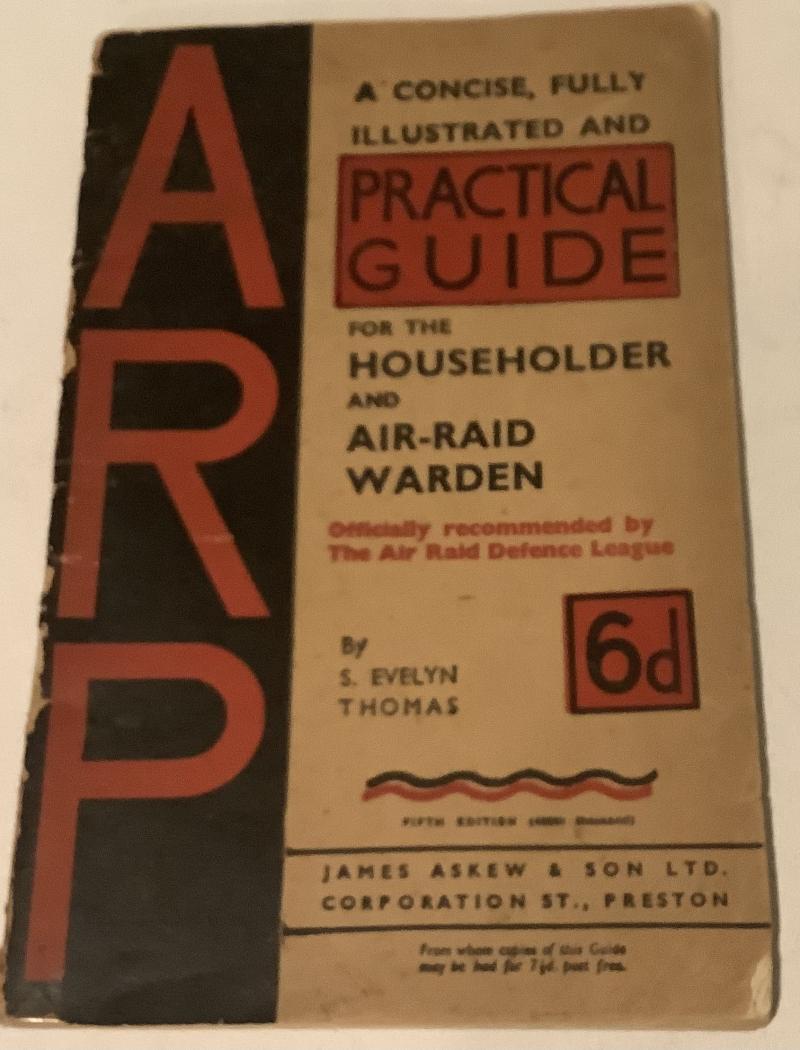 ARP
A CONCISE, FULLY
ILLUSTRATED AND
PRACTICAL
GUIDE
FOR THE
HOUSEHOLDER
AND
AIR-RAID
WARDEN
Officially recommended by
The Air Raid Defence League
By
S. EVELYN
THOMAS
6d
FIFTH EDITION
JAMES ASKEW & SON LTD.
CORPORATION ST., PRESTON
From whom copies of this Guide
may be had for 7½d. post free.